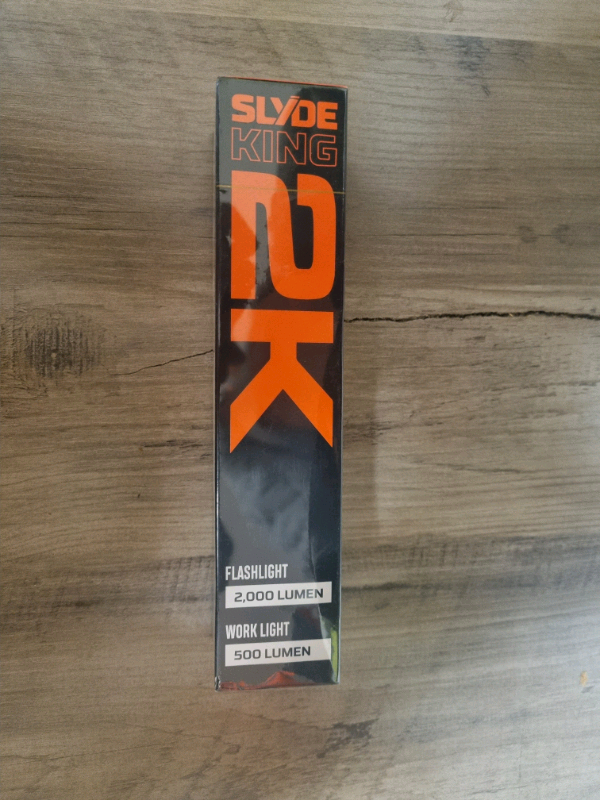 SLYDE
KING
2K
FLASHLIGHT
2,000 LUMEN
WORK LIGHT
500 LUMEN